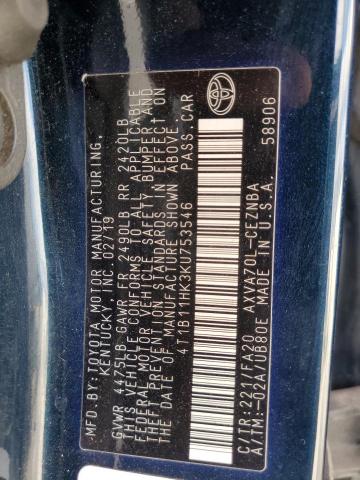 MFD.BY:TOYOTA MOTOR MANUFACTURING,
KENTUCKY, INC. 02/19
GVWR 4475LB GAWR FR 2490LB RR 2420LB
THIS VEHICLE CONFORMS TO ALL APPLICABLE
FEDERAL MOTOR VEHICLE SAFETY, BUMPER, AND
THEFT PREVENTION STANDARDS IN EFFECT ON
THE DATE OF MANUFACTURE SHOWN ABOVE.
4T1B11HK3KU753546 PASS.CAR
C/TR:221/FA20 AXVA70L-CEZNBA
A/TM:-02A/UB80E MADE IN U.S.A.
58906